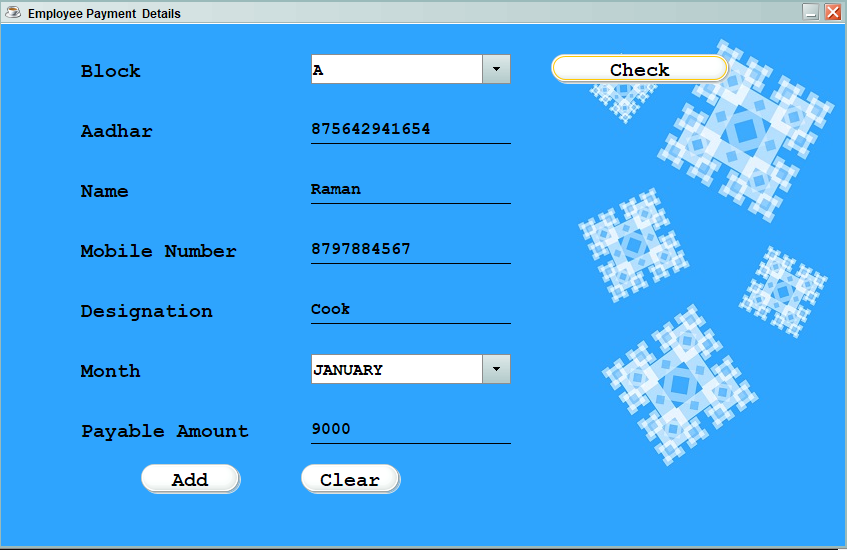 Employee Payment Details
Block A Check
Aadhar 875642941654
Name Raman
Mobile Number 8797884567
Designation Cook
Month JANUARY
Payable Amount 9000
Add Clear